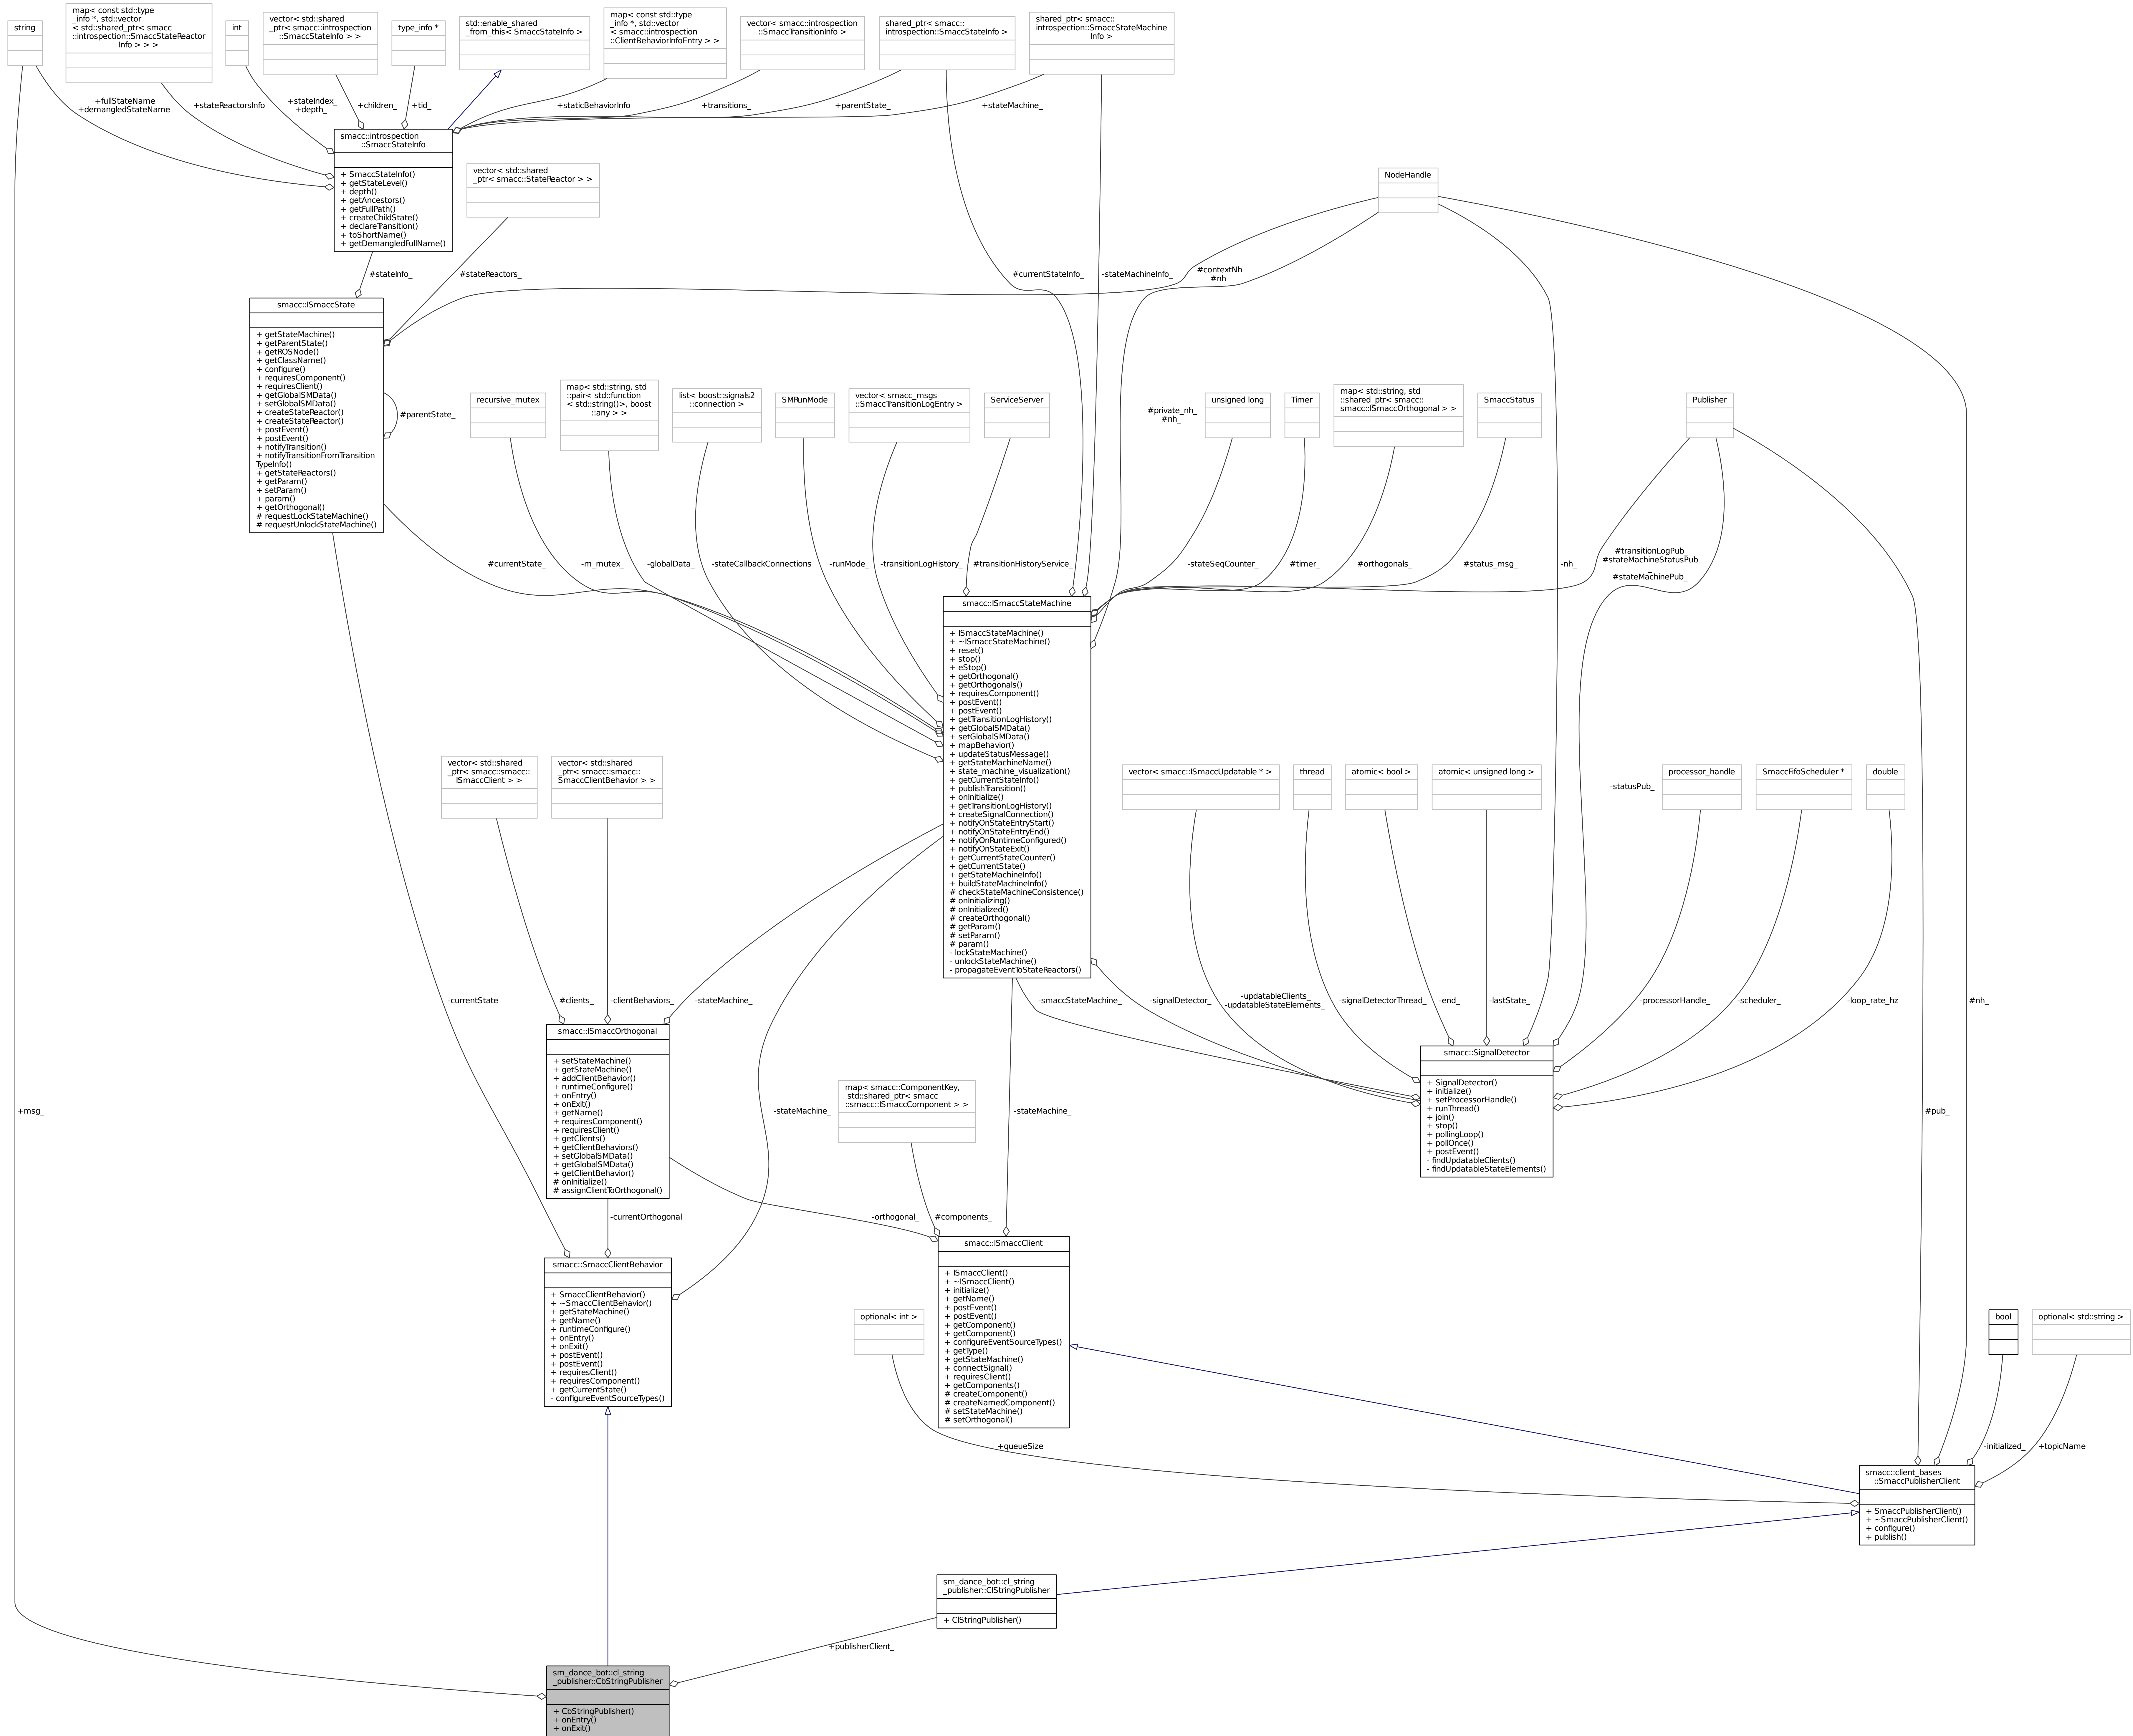 string
map< const std::type
_info *, std::vector
< std::shared_ptr< smacc
::introspection::SmaccStateReactor
Info > > >
int
vector< std::shared
_ptr< smacc::introspection
::SmaccStateInfo > >
type_info *
std::enable_shared
_from_this< SmaccStateInfo >
map< const std::type
_info *, std::vector
< smacc::introspection
::ClientBehaviorInfoEntry > >
vector< smacc::introspection
::SmaccTransitionInfo >
shared_ptr< smacc::
introspection::SmaccStateInfo >
shared_ptr< smacc::
introspection::SmaccStateMachine
Info >
+fullStateName
+demangledStateName
+stateReactorsInfo
+stateIndex_
+depth_
+children_
+tid_
+staticBehaviorInfo
+transitions_
+parentState_
+stateMachine_
smacc::introspection
::SmaccStateInfo
+ SmaccStateInfo()
+ getStateLevel()
+ depth()
+ getAncestors()
+ getFullPath()
+ createChildState()
+ declareTransition()
+ toShortName()
+ getDemangledFullName()
vector< std::shared
_ptr< smacc::StateReactor > >
NodeHandle
#stateInfo_
#stateReactors_
#currentStateInfo_
-stateMachineInfo_
#contextNh
#nh
smacc::ISmaccState
+ getStateMachine()
+ getParentState()
+ getROSNode()
+ getClassName()
+ configure()
+ requiresComponent()
+ requiresClient()
+ getGlobalSMData()
+ setGlobalSMData()
+ createStateReactor()
+ createStateReactor()
+ postEvent()
+ postEvent()
+ notifyTransition()
+ notifyTransitionFromTransition
TypeInfo()
+ getStateReactors()
+ getParam()
+ setParam()
+ param()
+ getOrthogonal()
# requestLockStateMachine()
# requestUnlockStateMachine()
#parentState_
recursive_mutex
map< std::string, std
::pair< std::function
< std::string()>, boost
::any > >
list< boost::signals2
::connection >
SMRunMode
vector< smacc_msgs
::SmaccTransitionLogEntry >
ServiceServer
#private_nh_
#nh_
unsigned long
Timer
map< std::string, std
::shared_ptr< smacc::
smacc::ISmaccOrthogonal > >
SmaccStatus
Publisher
#currentState_
-m_mutex_
-globalData_
-stateCallbackConnections
-runMode_
-transitionLogHistory_
#transitionHistoryService_
-stateSeqCounter_
#timer_
#orthogonals_
#status_msg_
-nh_
#transitionLogPub_
#stateMachineStatusPub
_
#stateMachinePub_
smacc::ISmaccStateMachine
+ ISmaccStateMachine()
+ ~ISmaccStateMachine()
+ reset()
+ stop()
+ eStop()
+ getOrthogonal()
+ getOrthogonals()
+ requiresComponent()
+ postEvent()
+ postEvent()
+ getTransitionLogHistory()
+ getGlobalSMData()
+ setGlobalSMData()
+ mapBehavior()
+ updateStatusMessage()
+ getStateMachineName()
+ state_machine_visualization()
+ getCurrentStateInfo()
+ publishTransition()
+ onInitialize()
+ getTransitionLogHistory()
+ createSignalConnection()
+ notifyOnStateEntryStart()
+ notifyOnStateEntryEnd()
+ notifyOnRuntimeConfigured()
+ notifyOnStateExit()
+ getCurrentStateCounter()
+ getCurrentState()
+ getStateMachineInfo()
+ buildStateMachineInfo()
# checkStateMachineConsistence()
# onInitializing()
# onInitialized()
# createOrthogonal()
# getParam()
# setParam()
# param()
- lockStateMachine()
- unlockStateMachine()
- propagateEventToStateReactors()
vector< std::shared
_ptr< smacc::smacc::
ISmaccClient > >
vector< std::shared
_ptr< smacc::smacc::
SmaccClientBehavior > >
vector< smacc::ISmaccUpdatable * >
thread
atomic< bool >
atomic< unsigned long >
-statusPub_
processor_handle
SmaccFifoScheduler *
double
-currentState
#clients_
-clientBehaviors_
-stateMachine_
-smaccStateMachine_
-signalDetector_
-updatableClients_
-updatableStateElements_
-signalDetectorThread_
-end_
-lastState_
-processorHandle_
-scheduler_
-loop_rate_hz
#nh_
smacc::ISmaccOrthogonal
+ setStateMachine()
+ getStateMachine()
+ addClientBehavior()
+ runtimeConfigure()
+ onEntry()
+ onExit()
+ getName()
+ requiresComponent()
+ requiresClient()
+ getClients()
+ getClientBehaviors()
+ setGlobalSMData()
+ getGlobalSMData()
+ getClientBehavior()
# onInitialize()
# assignClientToOrthogonal()
smacc::SignalDetector
+ SignalDetector()
+ initialize()
+ setProcessorHandle()
+ runThread()
+ join()
+ stop()
+ pollingLoop()
+ pollOnce()
+ postEvent()
- findUpdatableClients()
- findUpdatableStateElements()
+msg_
-stateMachine_
map< smacc::ComponentKey,
std::shared_ptr< smacc
::smacc::ISmaccComponent > >
-stateMachine_
#pub_
-currentOrthogonal
-orthogonal_
#components_
smacc::SmaccClientBehavior
+ SmaccClientBehavior()
+ ~SmaccClientBehavior()
+ getStateMachine()
+ getName()
+ runtimeConfigure()
+ onEntry()
+ onExit()
+ postEvent()
+ postEvent()
+ requiresClient()
+ requiresComponent()
+ getCurrentState()
- configureEventSourceTypes()
smacc::ISmaccClient
+ ISmaccClient()
+ ~ISmaccClient()
+ initialize()
+ getName()
+ postEvent()
+ postEvent()
+ getComponent()
+ getComponent()
+ configureEventSourceTypes()
+ getType()
+ getStateMachine()
+ connectSignal()
+ requiresClient()
+ getComponents()
# createComponent()
# createNamedComponent()
# setStateMachine()
# setOrthogonal()
optional< int >
bool
optional< std::string >
+queueSize
-initialized_
+topicName
smacc::client_bases
::SmaccPublisherClient
+ SmaccPublisherClient()
+ ~SmaccPublisherClient()
+ configure()
+ publish()
sm_dance_bot::cl_string
_publisher::ClStringPublisher
+ ClStringPublisher()
+publisherClient_
sm_dance_bot::cl_string
_publisher::CbStringPublisher
+ CbStringPublisher()
+ onEntry()
+ onExit()